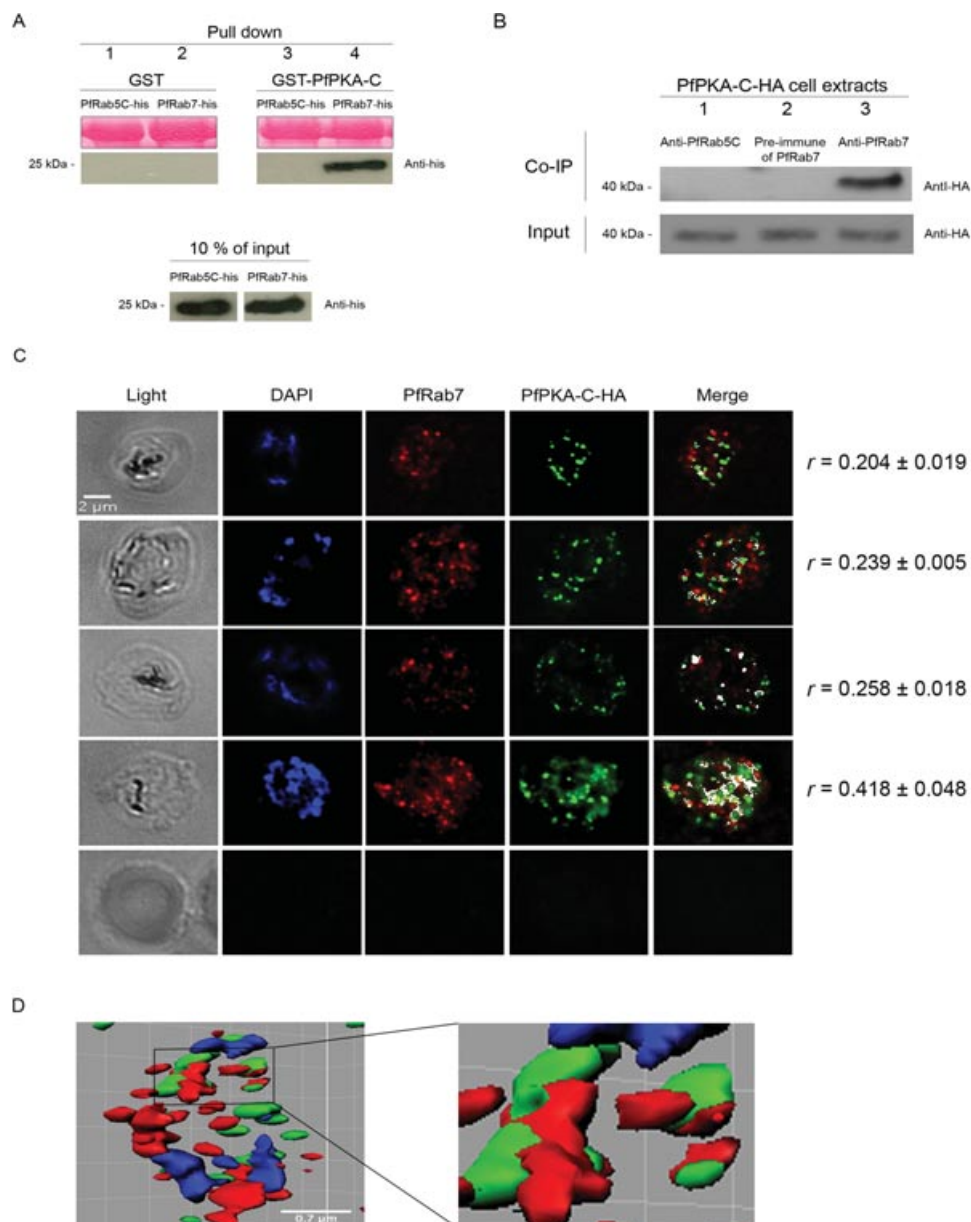 A
Pull down
1 2 3 4
GST GST-PfPKA-C
PfRab5C-his PfRab7-his PfRab5C-his PfRab7-his
25 kDa - Anti-his
10 % of input
PfRab5C-his PfRab7-his
25 kDa - Anti-his
B
PfPKA-C-HA cell extracts
1 2 3
Anti-PfRab5C Pre-immune of PfRab7 Anti-PfRab7
Co-IP 40 kDa - AntI-HA
Input 40 kDa - Anti-HA
C
Light DAPI PfRab7 PfPKA-C-HA Merge
2 µm
r = 0.204 ± 0.019
r = 0.239 ± 0.005
r = 0.258 ± 0.018
r = 0.418 ± 0.048
D
0.7 µm